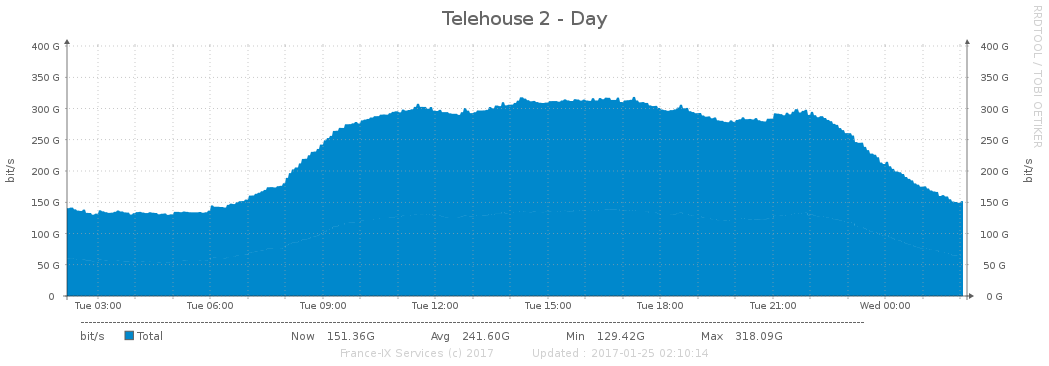 Telehouse 2 - Day
RRDTOOL / TOBI OETIKER
400 G 400 G
350 G 350 G
300 G 300 G
250 G 250 G
200 G 200 G
150 G 150 G
100 G 100 G
50 G 50 G
0 0 G
bit/s bit/s
Tue 03:00 Tue 06:00 Tue 09:00 Tue 12:00 Tue 15:00 Tue 18:00 Tue 21:00 Wed 00:00
bit/s Total Now 151.36G Avg 241.60G Min 129.42G Max 318.09G
France-IX Services (c) 2017 Updated : 2017-01-25 02:10:14